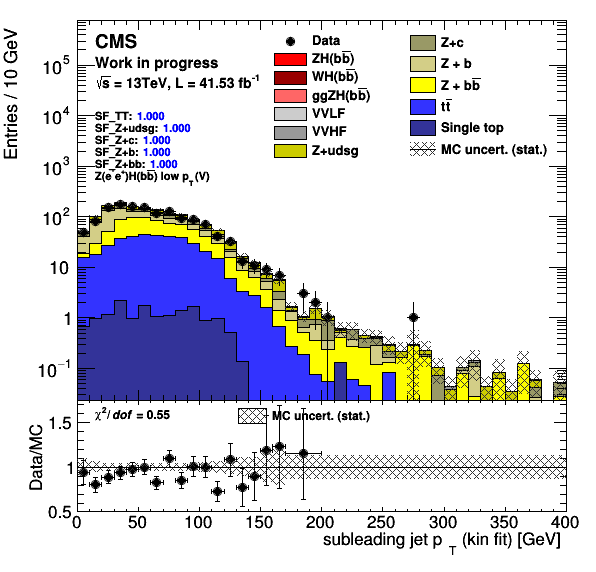 CMS
Work in progress
√s = 13TeV, L = 41.53 fb⁻¹
SF_TT: 1.000
SF_Z+udsg: 1.000
SF_Z+c: 1.000
SF_Z+b: 1.000
SF_Z+bb: 1.000
Z(e⁻e⁺)H(bb̅) low p_T(V)
Data
ZH(bb̅)
WH(bb̅)
ggZH(bb̅)
VVLF
VVHF
Z+udsg
Z+c
Z + b
Z + bb̅
tt̅
Single top
MC uncert. (stat.)
Entries / 10 GeV
10⁵
10⁴
10³
10²
10
1
10⁻¹
χ²/dof = 0.55
MC uncert. (stat.)
Data/MC
1.5
1
0.5
0 50 100 150 200 250 300 350 400
subleading jet p_T (kin fit) [GeV]